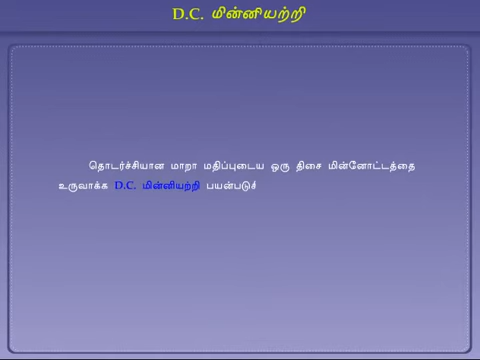 D.C. மின்னியற்றி
தொடர்ச்சியான மாறா மதிப்புடைய ஒரு திசை மின்னோட்டத்தை
உருவாக்க D.C. மின்னியற்றி பயன்படுச்